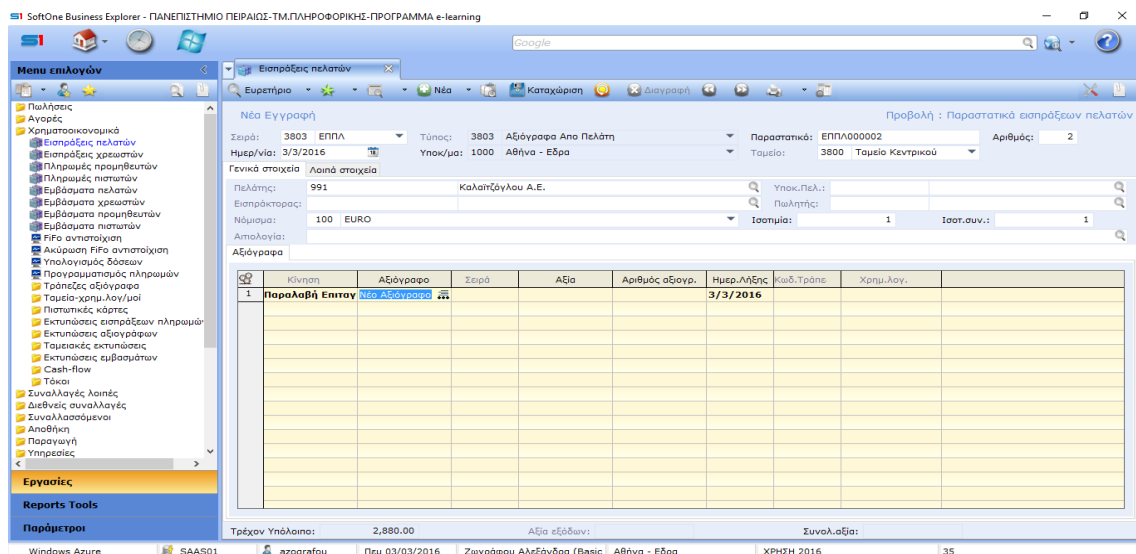 S1 SoftOne Business Explorer - ΠΑΝΕΠΙΣΤΗΜΙΟ ΠΕΙΡΑΙΩΣ-ΤΜ.ΠΛΗΡΟΦΟΡΙΚΗΣ-ΠΡΟΓΡΑΜΜΑ e-learning
S1 Google
Menu επιλογών
Πωλήσεις
Αγορές
Χρηματοοικονομικά
Εισπράξεις πελατών
Εισπράξεις χρεωστών
Πληρωμές προμηθευτών
Πληρωμές πιστωτών
Εμβάσματα πελατών
Εμβάσματα χρεωστών
Εμβάσματα προμηθευτών
Εμβάσματα πιστωτών
FiFo αντιστοίχιση
Ακύρωση FiFo αντιστοίχιση
Υπολογισμός δόσεων
Προγραμματισμός πληρωμών
Τράπεζες αξιόγραφα
Ταμεία-χρημ.λογ/μοί
Πιστωτικές κάρτες
Εκτυπώσεις εισπράξεων πληρωμώ
Εκτυπώσεις αξιογράφων
Ταμειακές εκτυπώσεις
Εκτυπώσεις εμβασμάτων
Cash-flow
Τόκοι
Συναλλαγές λοιπές
Διεθνείς συναλλαγές
Συναλλασσόμενοι
Αποθήκη
Παραγωγή
Υπηρεσίες
Εργασίες
Reports Tools
Παράμετροι
Εισπράξεις πελατών
Ευρετήριο Νέα Καταχώριση Διαγραφή
Νέα Εγγραφή Προβολή : Παραστατικά εισπράξεων πελατών
Σειρά: 3803 ΕΠΠΛ Τύπος: 3803 Αξιόγραφα Απο Πελάτη Παραστατικό: ΕΠΠΛ000002 Αριθμός: 2
Ημερ/νία: 3/3/2016 Υποκ/μα: 1000 Αθήνα - Εδρα Ταμείο: 3800 Ταμείο Κεντρικού
Γενικά στοιχεία Λοιπά στοιχεία
Πελάτης: 991 Καλαϊτζόγλου Α.Ε. Υποκ.Πελ.:
Εισπράκτορας: Πωλητής:
Νόμισμα: 100 EURO Ισοτιμία: 1 Ισοτ.συν.: 1
Αιτιολογία:
Αξιόγραφα
Κίνηση Αξιόγραφο Σειρά Αξία Αριθμός αξιογρ. Ημερ.Λήξης Κωδ.Τράπε Χρημ.λογ.
1 Παραλαβή Επιταγ Νέο Αξιόγραφο 3/3/2016
Τρέχον Υπόλοιπο: 2,880.00 Αξία εξόδων: Συνολ.αξία:
Windows Azure SAAS01 azografou Πεμ 03/03/2016 Ζωγράφου Αλεξάνδρα (Basic Αθήνα - Εδρα ΧΡΗΣΗ 2016 35